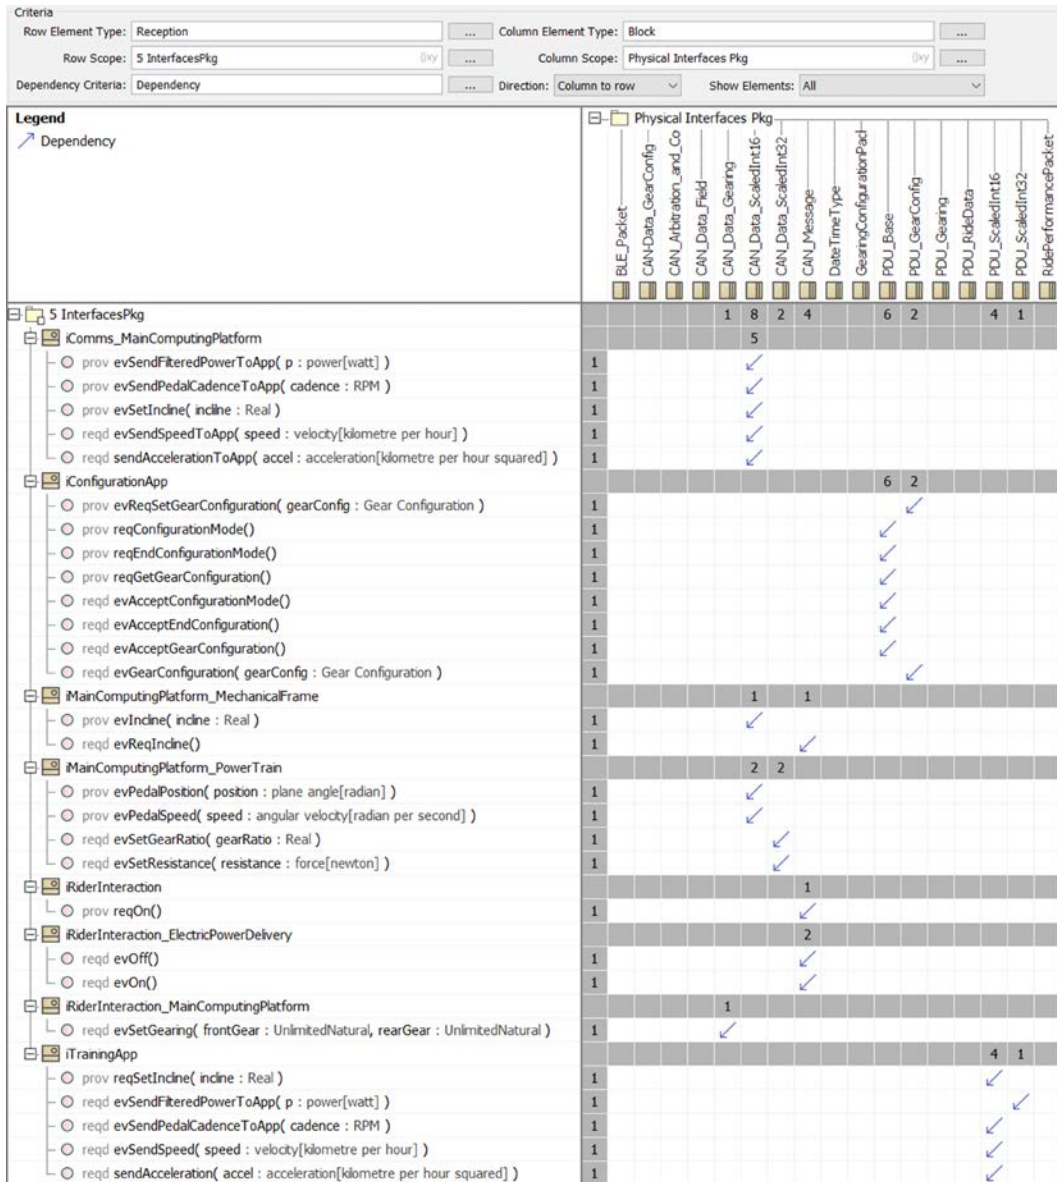 Criteria
Row Element Type: Reception ... Column Element Type: Block ...
Row Scope: 5 InterfacesPkg ... Column Scope: Physical Interfaces Pkg ...
Dependency Criteria: Dependency ... Direction: Column to row Show Elements: All
Legend
Dependency
Physical Interfaces Pkg
BLE_Packet
CAN-Data_GearConfig
CAN_Arbitration_and_Co
CAN_Data_Field
CAN_Data_Gearing
CAN_Data_ScaledInt16
CAN_Data_ScaledInt32
CAN_Message
DateTimeType
GearingConfigurationPacl
PDU_Base
PDU_GearConfig
PDU_Gearing
PDU_RideData
PDU_ScaledInt16
PDU_ScaledInt32
RidePerformancePacket
5 InterfacesPkg 1 8 2 4 6 2 4 1
iComms_MainComputingPlatform 5
prov evSendFilteredPowerToApp( p : power[watt] ) 1
prov evSendPedalCadenceToApp( cadence : RPM ) 1
prov evSetIncline( inclilne : Real ) 1
reqd evSendSpeedToApp( speed : velocity[kilometre per hour] ) 1
reqd sendAccelerationToApp( accel : acceleration[kilometre per hour squared] ) 1
iConfigurationApp 6 2
prov evReqSetGearConfiguration( gearConfig : Gear Configuration ) 1
prov reqConfigurationMode() 1
prov reqEndConfigurationMode() 1
prov reqGetGearConfiguration() 1
reqd evAcceptConfigurationMode() 1
reqd evAcceptEndConfiguration() 1
reqd evAcceptGearConfiguration() 1
reqd evGearConfiguration( gearConfig : Gear Configuration ) 1
iMainComputingPlatform_MechanicalFrame 1 1
prov evIncline( incline : Real ) 1
reqd evReqIncline() 1
iMainComputingPlatform_PowerTrain 2 2
prov evPedalPosition( position : plane angle[radian] ) 1
prov evPedalSpeed( speed : angular velocity[radian per second] ) 1
reqd evSetGearRatio( gearRatio : Real ) 1
reqd evSetResistance( resistance : force[newton] ) 1
iRiderInteraction 1
prov reqOn() 1
iRiderInteraction_ElectricPowerDelivery 2
reqd evOff() 1
reqd evOn() 1
iRiderInteraction_MainComputingPlatform 1
reqd evSetGearing( frontGear : UnlimitedNatural, rearGear : UnlimitedNatural ) 1
iTrainingApp 4 1
prov reqSetIncline( incline : Real ) 1
reqd evSendFilteredPowerToApp( p : power[watt] ) 1
reqd evSendPedalCadenceToApp( cadence : RPM ) 1
reqd evSendSpeed( speed : velocity[kilometre per hour] ) 1
reqd sendAcceleration( accel : acceleration[kilometre per hour squared] ) 1